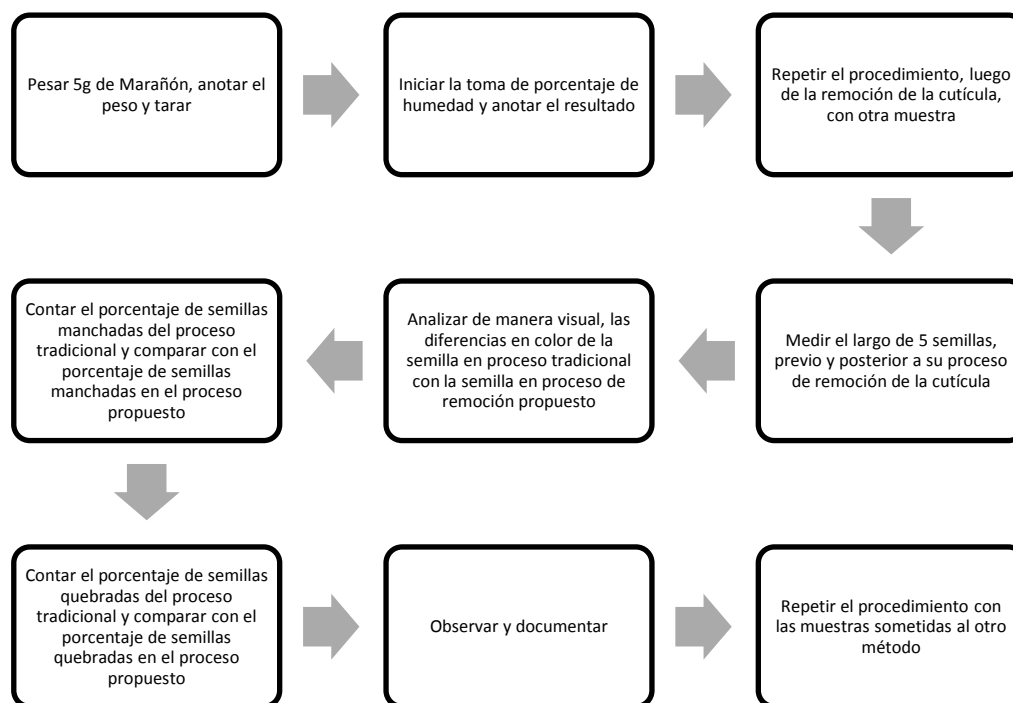 Pesar 5g de Marañón, anotar el
peso y tarar
Iniciar la toma de porcentaje de
humedad y anotar el resultado
Repetir el procedimiento, luego
de la remoción de la cutícula,
con otra muestra
Medir el largo de 5 semillas,
previo y posterior a su proceso
de remoción de la cutícula
Analizar de manera visual, las
diferencias en color de la
semilla en proceso tradicional
con la semilla en proceso de
remoción propuesto
Contar el porcentaje de semillas
manchadas del proceso
tradicional y comparar con el
porcentaje de semillas
manchadas en el proceso
propuesto
Contar el porcentaje de semillas
quebradas del proceso
tradicional y comparar con el
porcentaje de semillas
quebradas en el proceso
propuesto
Observar y documentar
Repetir el procedimiento con
las muestras sometidas al otro
método